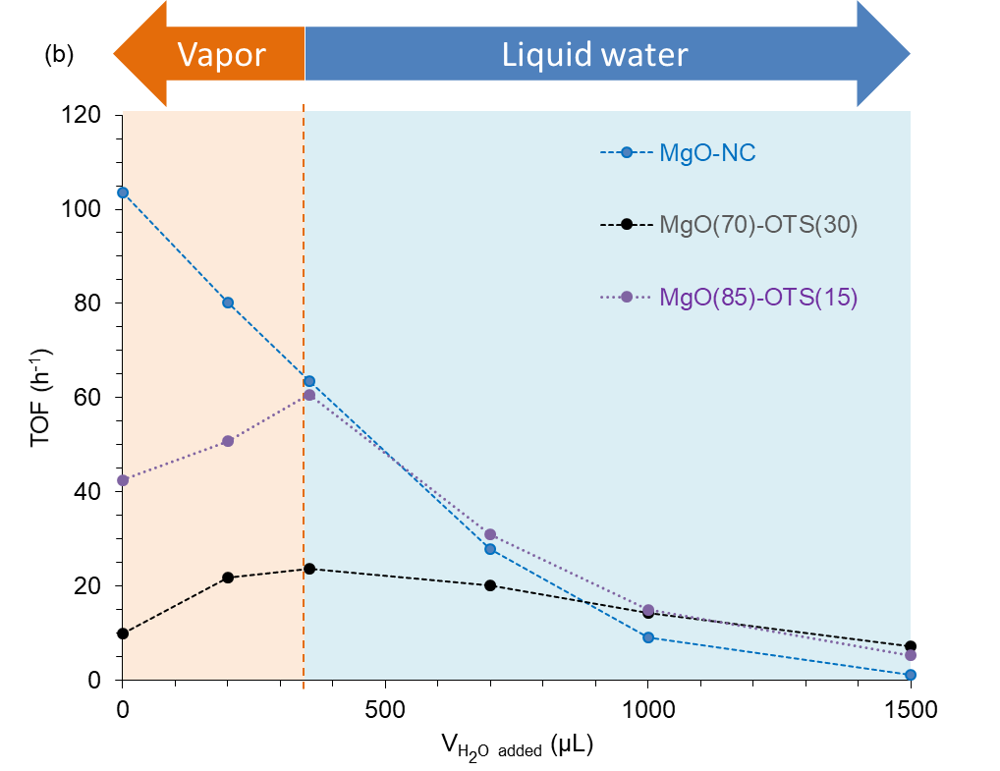 (b)
Vapor
Liquid water
120
100
80
60
40
20
0
TOF (h-1)
MgO-NC
MgO(70)-OTS(30)
MgO(85)-OTS(15)
0
500
1000
1500
VH2O added (µL)